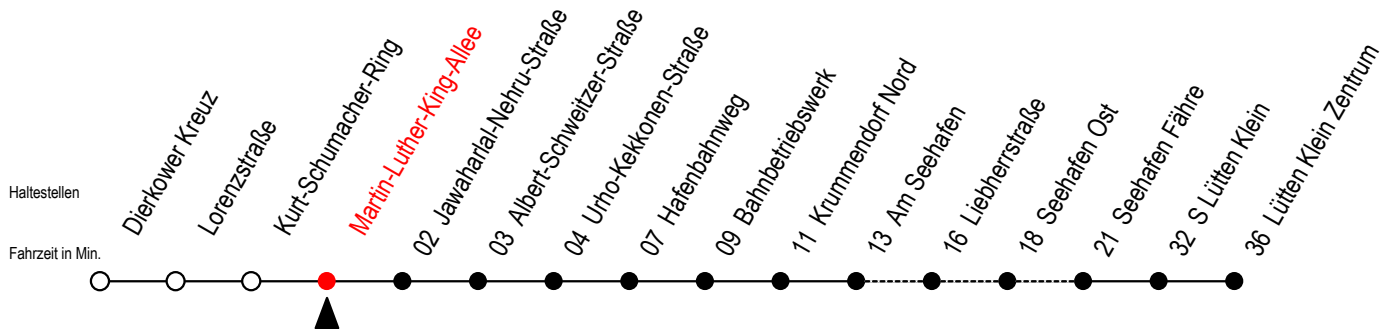 Haltestellen
Fahrzeit in Min.
Dierkower Kreuz
Lorenzstraße
Kurt-Schumacher-Ring
Martin-Luther-King-Allee
02 Jawaharlal-Nehru-Straße
03 Albert-Schweitzer-Straße
04 Urho-Kekkonen-Straße
07 Hafenbahnweg
09 Bahnbetriebswerk
11 Krummendorf Nord
13 Am Seehafen
16 Liebherrstraße
18 Seehafen Ost
21 Seehafen Fähre
32 S Lütten Klein
36 Lütten Klein Zentrum